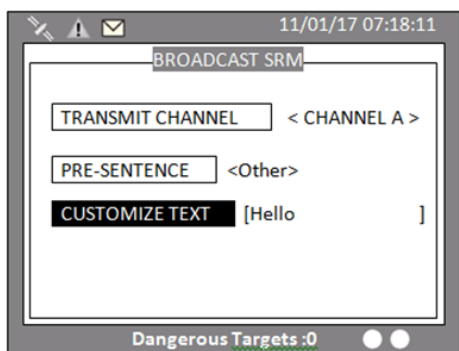 11/01/17 07:18:11
BROADCAST SRM
TRANSMIT CHANNEL < CHANNEL A >
PRE-SENTENCE <Other>
CUSTOMIZE TEXT [Hello ]
Dangerous Targets :0